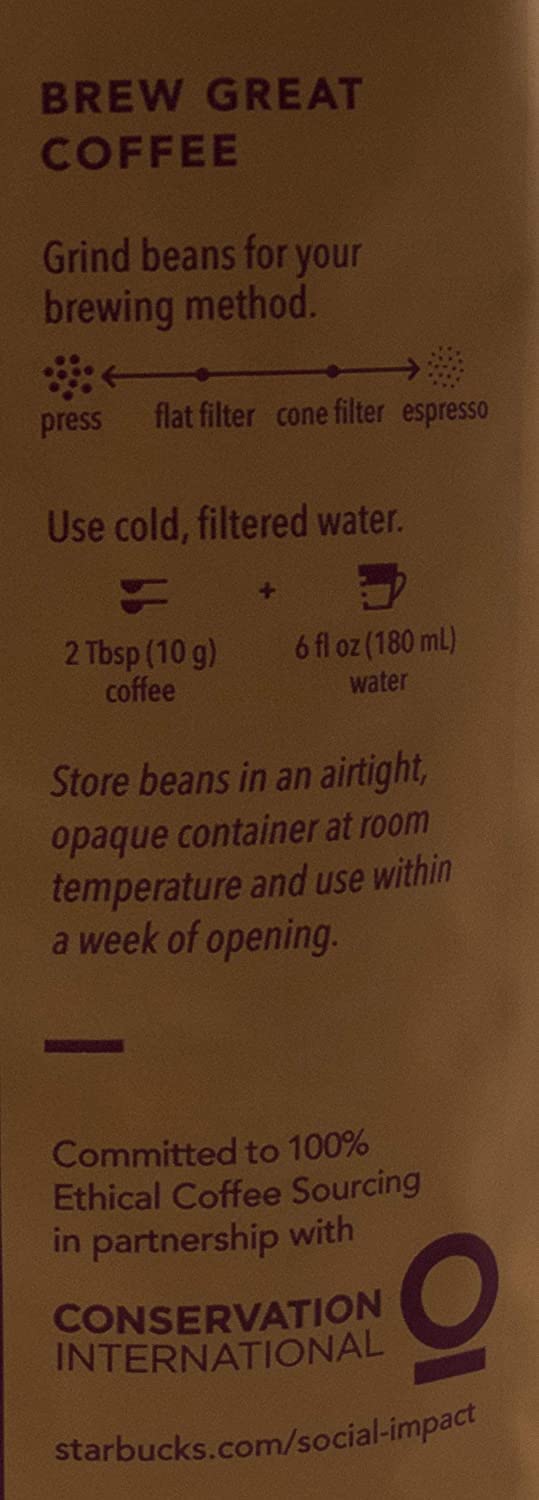 BREW GREAT
COFFEE
Grind beans for your
brewing method.
press flat filter cone filter espresso
Use cold, filtered water.
+
2 Tbsp (10 g) 6 fl oz (180 mL)
coffee water
Store beans in an airtight,
opaque container at room
temperature and use within
a week of opening.
Committed to 100%
Ethical Coffee Sourcing
in partnership with
CONSERVATION
INTERNATIONAL
starbucks.com/social-impact